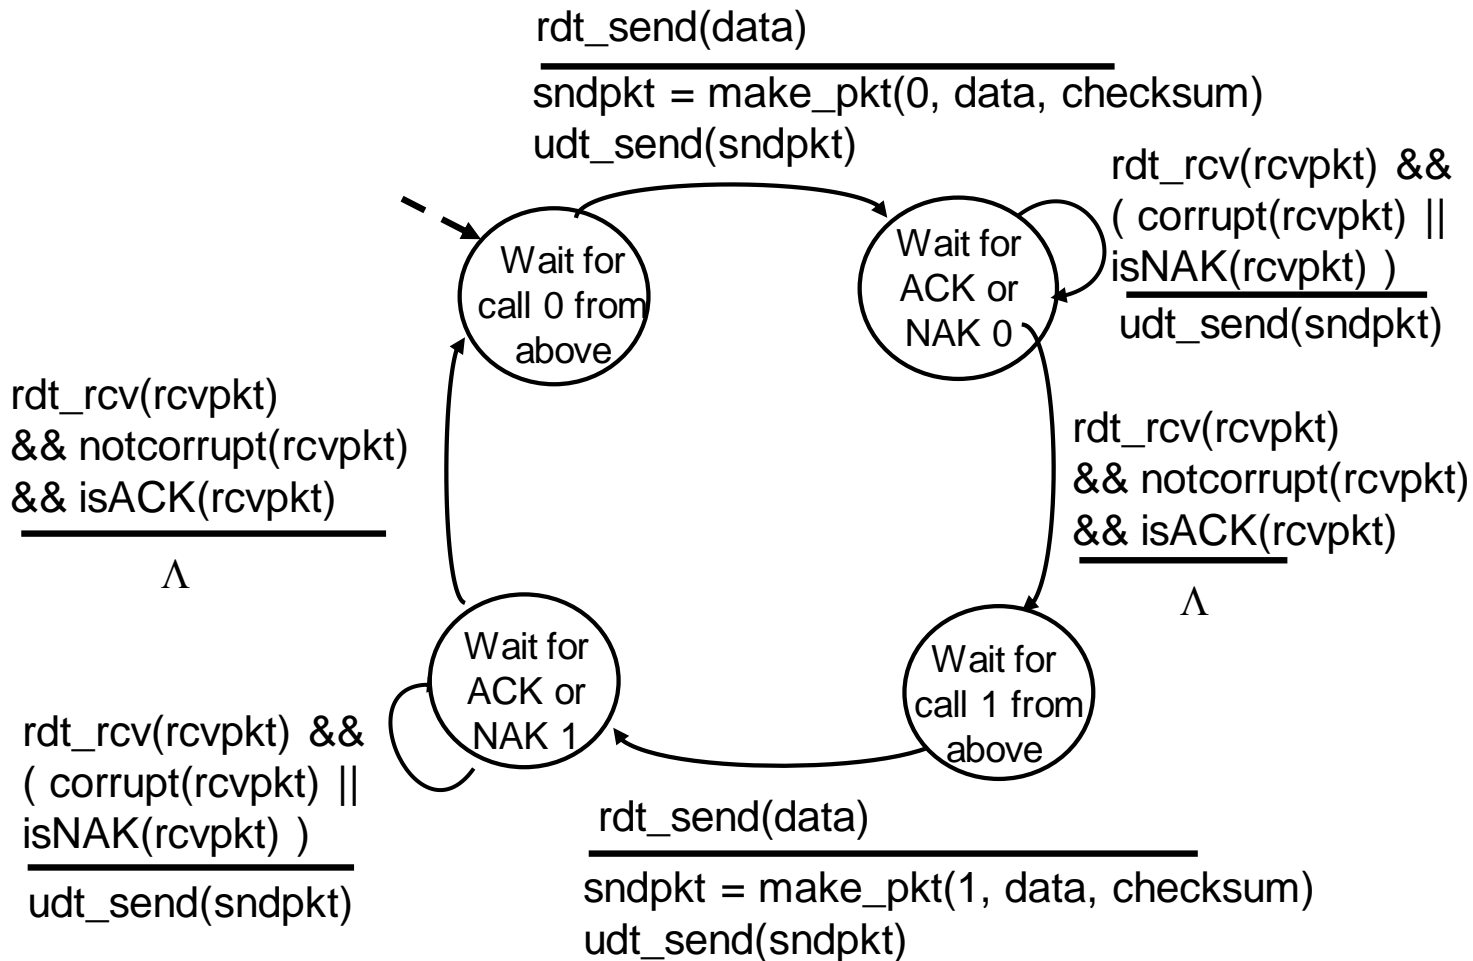 rdt_send(data)
sndpkt = make_pkt(0, data, checksum)
udt_send(sndpkt)
rdt_rcv(rcvpkt) &&
( corrupt(rcvpkt) ||
isNAK(rcvpkt) )
udt_send(sndpkt)
Wait for
call 0 from
above
Wait for
ACK or
NAK 0
rdt_rcv(rcvpkt)
&& notcorrupt(rcvpkt)
&& isACK(rcvpkt)
Λ
rdt_rcv(rcvpkt)
&& notcorrupt(rcvpkt)
&& isACK(rcvpkt)
Λ
Wait for
ACK or
NAK 1
Wait for
call 1 from
above
rdt_rcv(rcvpkt) &&
( corrupt(rcvpkt) ||
isNAK(rcvpkt) )
udt_send(sndpkt)
rdt_send(data)
sndpkt = make_pkt(1, data, checksum)
udt_send(sndpkt)